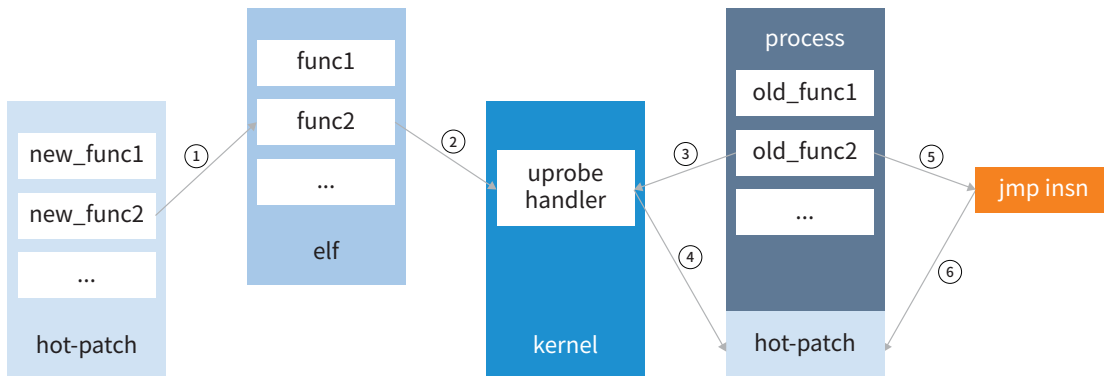 new_func1
new_func2
...
hot-patch
①
func1
func2
...
elf
②
uprobe
handler
kernel
③
④
process
old_func1
old_func2
...
hot-patch
⑤
jmp insn
⑥